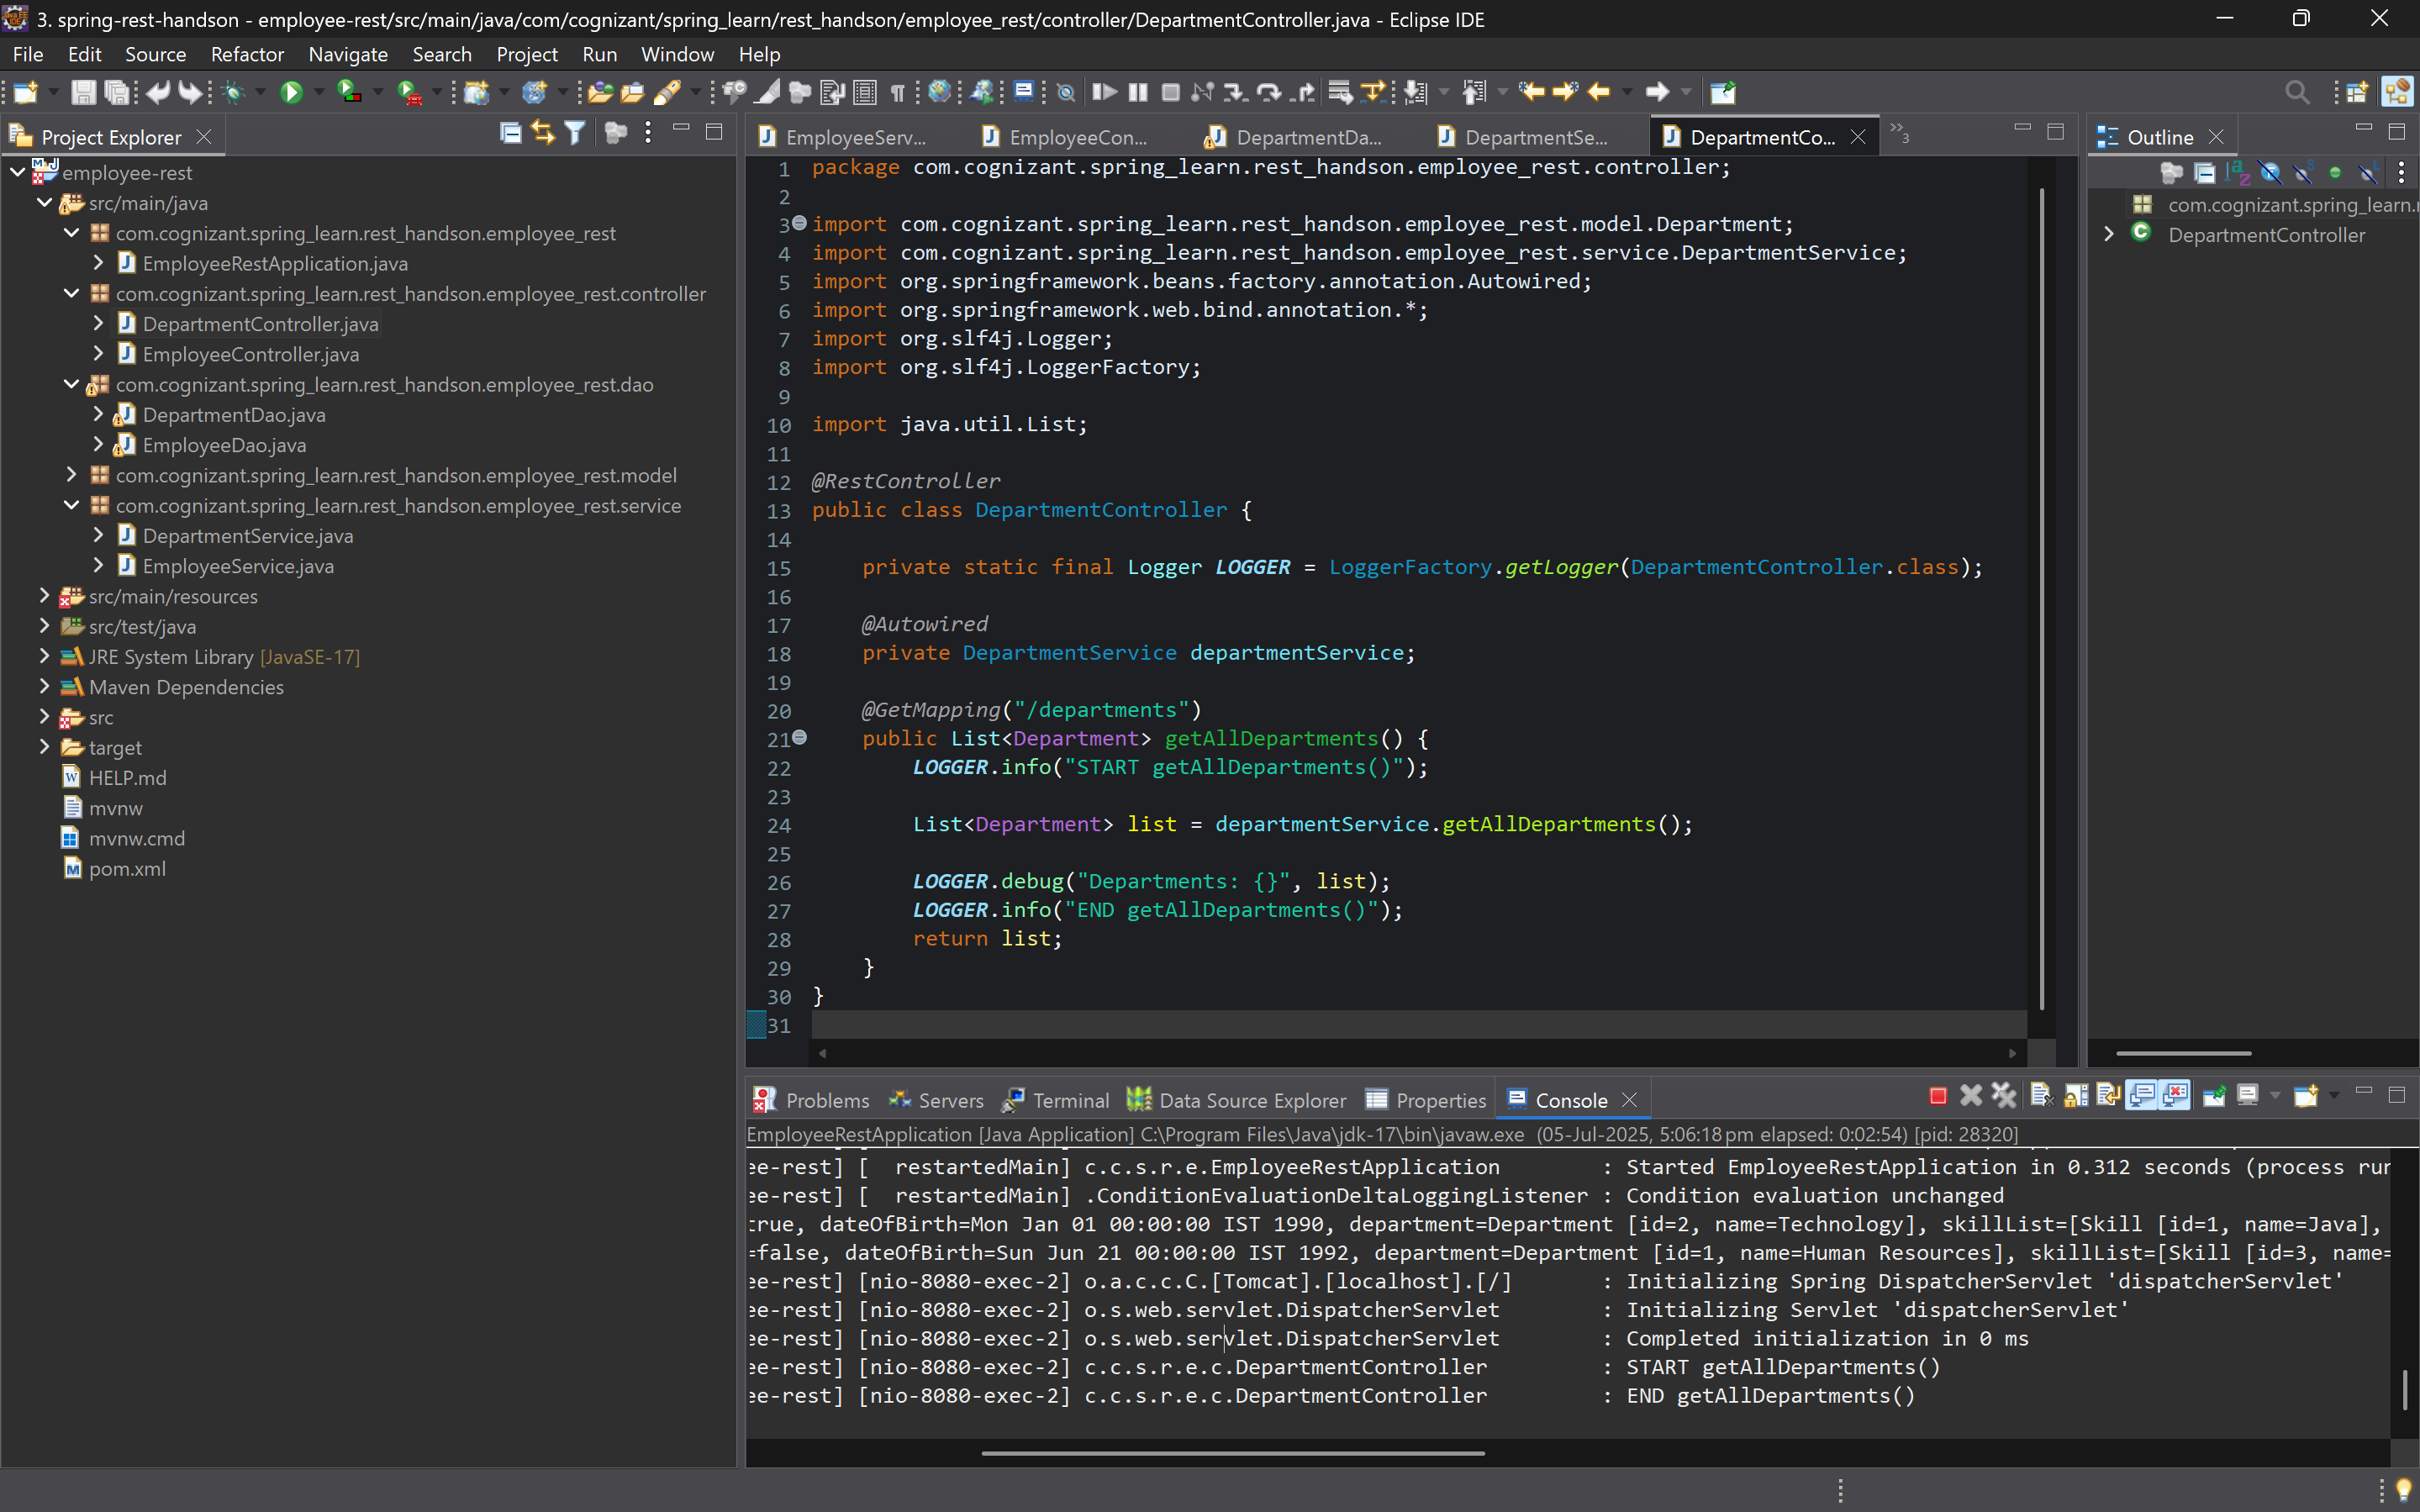 3. spring-rest-handson - employee-rest/src/main/java/com/cognizant/spring_learn/rest_handson/employee_rest/controller/DepartmentController.java - Eclipse IDE
File Edit Source Refactor Navigate Search Project Run Window Help
Project Explorer
employee-rest
src/main/java
com.cognizant.spring_learn.rest_handson.employee_rest
EmployeeRestApplication.java
com.cognizant.spring_learn.rest_handson.employee_rest.controller
DepartmentController.java
EmployeeController.java
com.cognizant.spring_learn.rest_handson.employee_rest.dao
DepartmentDao.java
EmployeeDao.java
com.cognizant.spring_learn.rest_handson.employee_rest.model
com.cognizant.spring_learn.rest_handson.employee_rest.service
DepartmentService.java
EmployeeService.java
src/main/resources
src/test/java
JRE System Library [JavaSE-17]
Maven Dependencies
src
target
HELP.md
mvnw
mvnw.cmd
pom.xml
EmployeeServ... EmployeeCon... DepartmentDa... DepartmentSe... DepartmentCo... »3
1 package com.cognizant.spring_learn.rest_handson.employee_rest.controller;
2
3 import com.cognizant.spring_learn.rest_handson.employee_rest.model.Department;
4 import com.cognizant.spring_learn.rest_handson.employee_rest.service.DepartmentService;
5 import org.springframework.beans.factory.annotation.Autowired;
6 import org.springframework.web.bind.annotation.*;
7 import org.slf4j.Logger;
8 import org.slf4j.LoggerFactory;
9
10 import java.util.List;
11
12 @RestController
13 public class DepartmentController {
14
15 private static final Logger LOGGER = LoggerFactory.getLogger(DepartmentController.class);
16
17 @Autowired
18 private DepartmentService departmentService;
19
20 @GetMapping("/departments")
21 public List<Department> getAllDepartments() {
22 LOGGER.info("START getAllDepartments()");
23
24 List<Department> list = departmentService.getAllDepartments();
25
26 LOGGER.debug("Departments: {}", list);
27 LOGGER.info("END getAllDepartments()");
28 return list;
29 }
30 }
31
Outline
com.cognizant.spring_learn.r
DepartmentController
Problems Servers Terminal Data Source Explorer Properties Console
EmployeeRestApplication [Java Application] C:\Program Files\Java\jdk-17\bin\javaw.exe (05-Jul-2025, 5:06:18 pm elapsed: 0:02:54) [pid: 28320]
ee-rest] [ restartedMain] c.c.s.r.e.EmployeeRestApplication : Started EmployeeRestApplication in 0.312 seconds (process run
ee-rest] [ restartedMain] .ConditionEvaluationDeltaLoggingListener : Condition evaluation unchanged
true, dateOfBirth=Mon Jan 01 00:00:00 IST 1990, department=Department [id=2, name=Technology], skillList=[Skill [id=1, name=Java],
=false, dateOfBirth=Sun Jun 21 00:00:00 IST 1992, department=Department [id=1, name=Human Resources], skillList=[Skill [id=3, name=
ee-rest] [nio-8080-exec-2] o.a.c.c.C.[Tomcat].[localhost].[/] : Initializing Spring DispatcherServlet 'dispatcherServlet'
ee-rest] [nio-8080-exec-2] o.s.web.servlet.DispatcherServlet : Initializing Servlet 'dispatcherServlet'
ee-rest] [nio-8080-exec-2] o.s.web.servlet.DispatcherServlet : Completed initialization in 0 ms
ee-rest] [nio-8080-exec-2] c.c.s.r.e.c.DepartmentController : START getAllDepartments()
ee-rest] [nio-8080-exec-2] c.c.s.r.e.c.DepartmentController : END getAllDepartments()